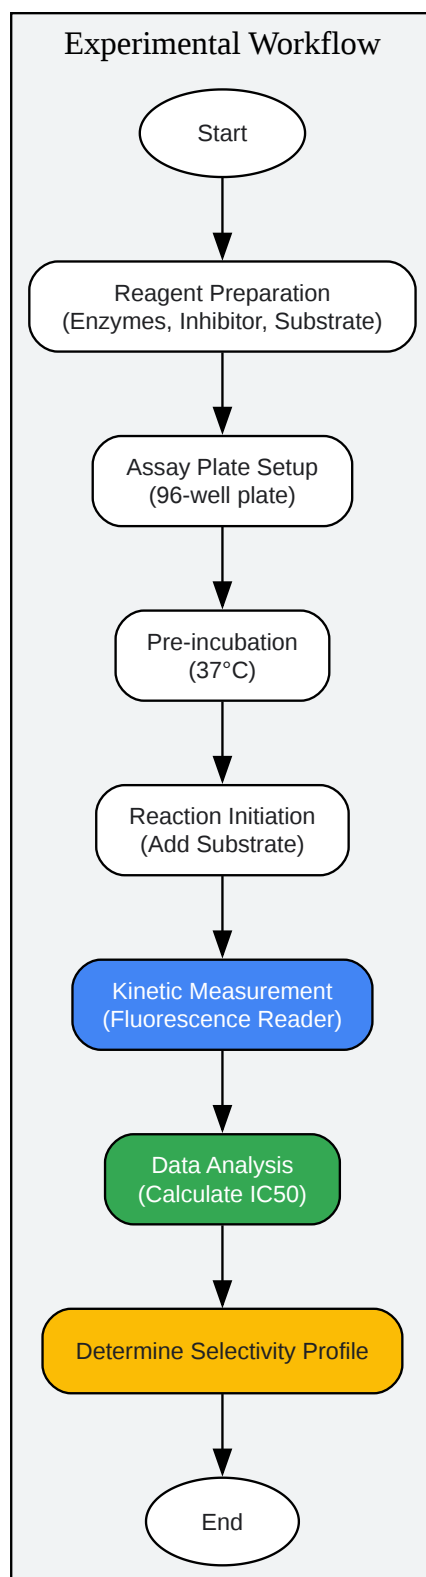 Experimental Workflow
Start
Reagent Preparation
(Enzymes, Inhibitor, Substrate)
Assay Plate Setup
(96-well plate)
Pre-incubation
(37°C)
Reaction Initiation
(Add Substrate)
Kinetic Measurement
(Fluorescence Reader)
Data Analysis
(Calculate IC50)
Determine Selectivity Profile
End